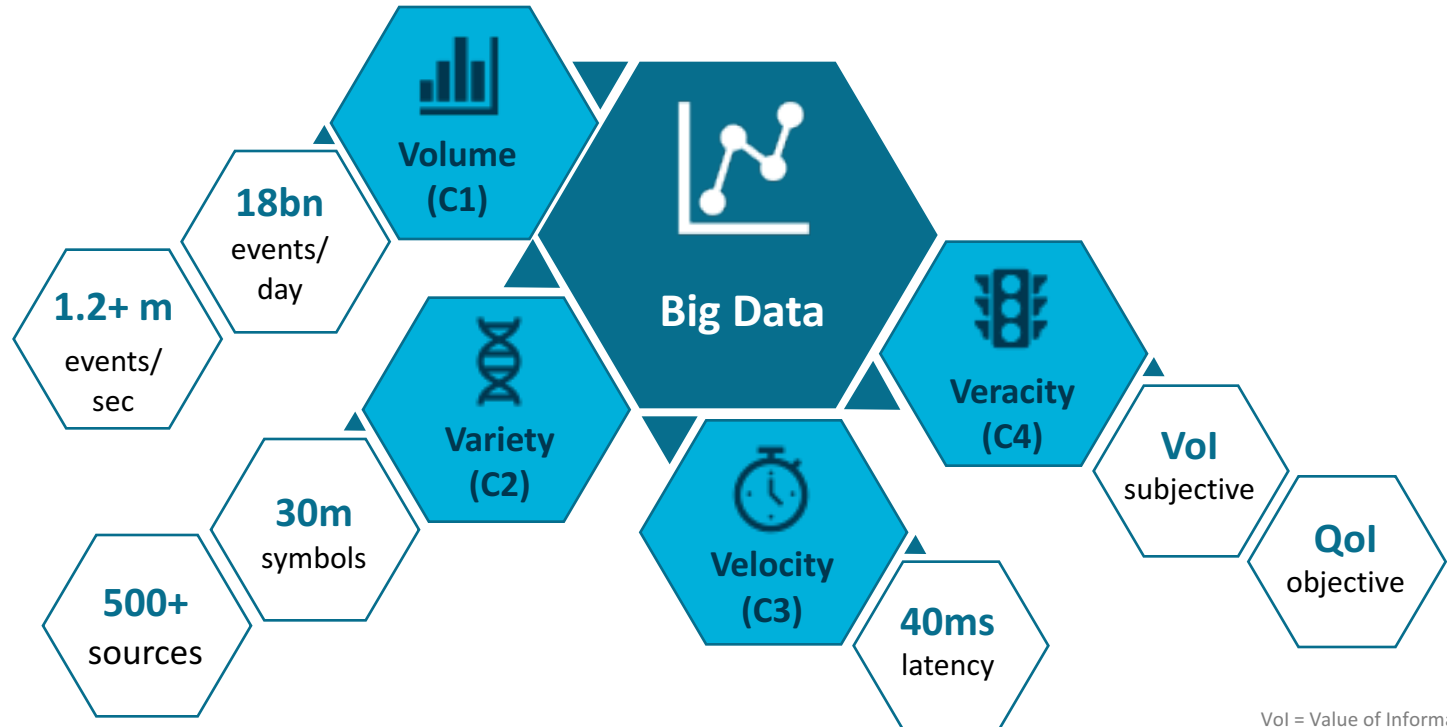 Volume
(C1)
18bn
events/
day
1.2+ m
events/
sec
Big Data
Variety
(C2)
30m
symbols
500+
sources
Velocity
(C3)
40ms
latency
Veracity
(C4)
VoI
subjective
QoI
objective
VoI = Value of